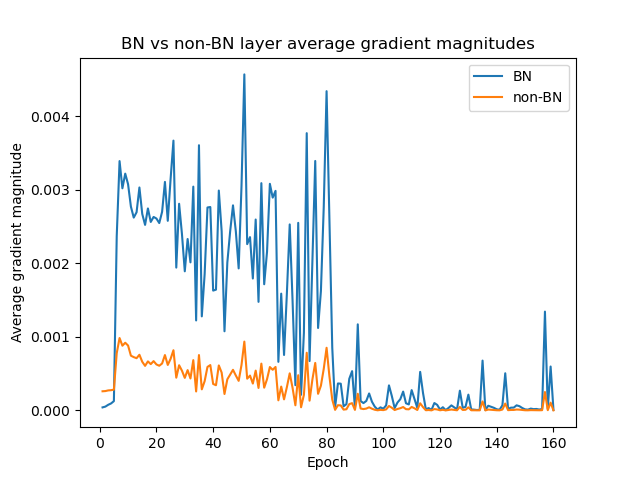 BN vs non-BN layer average gradient magnitudes
BN
non-BN
Average gradient magnitude
0.004
0.003
0.002
0.001
0.000
0 20 40 60 80 100 120 140 160
Epoch